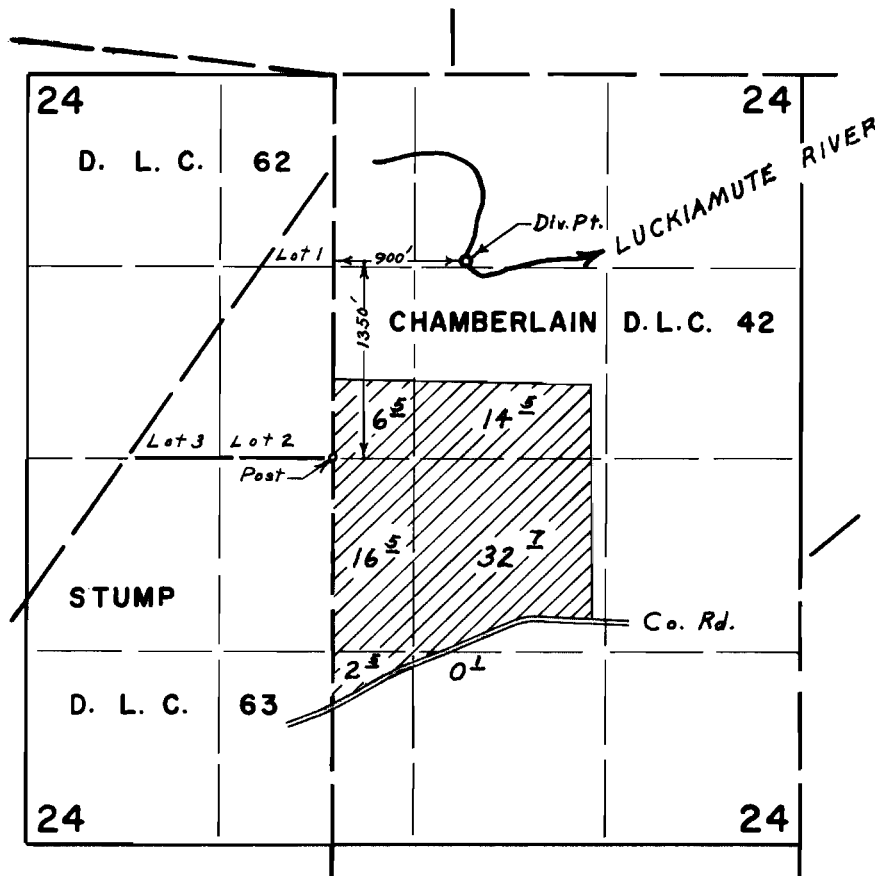 24 24
D. L. C. 62
LUCKIAMUTE RIVER
Div. Pt.
Lot 1
900'
1350'
CHAMBERLAIN D. L. C. 42
6 5 14 5
Lot 3 Lot 2
Post
16 5 32 7
STUMP
Co. Rd.
2 5 0 1
D. L. C. 63
24 24